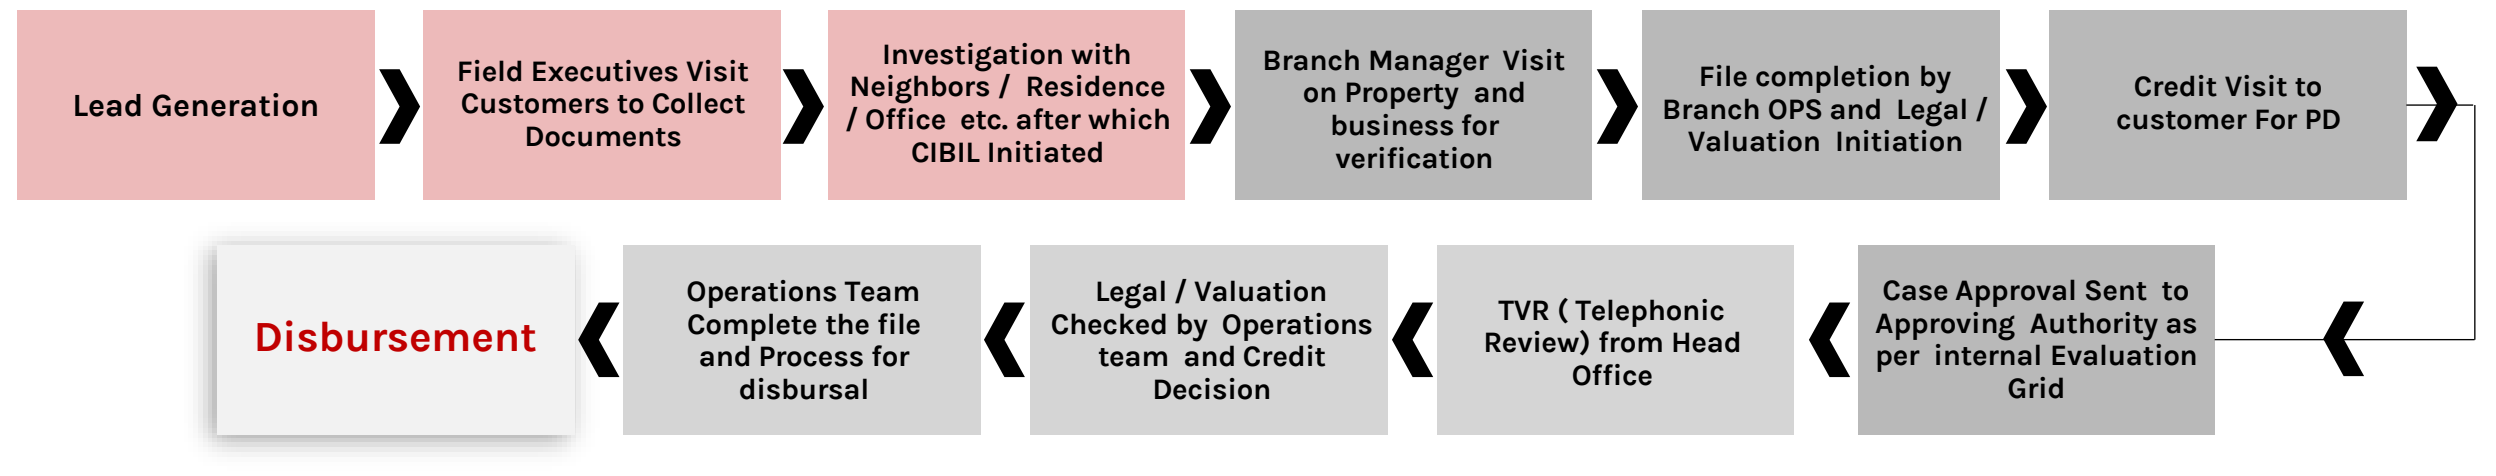 Lead Generation
Field Executives Visit
Customers to Collect
Documents
Investigation with
Neighbors / Residence
/ Office etc. after which
CIBIL Initiated
Branch Manager Visit
on Property and
business for
verification
File completion by
Branch OPS and Legal /
Valuation Initiation
Credit Visit to
customer For PD
Case Approval Sent to
Approving Authority as
per internal Evaluation
Grid
TVR ( Telephonic
Review) from Head
Office
Legal / Valuation
Checked by Operations
team and Credit
Decision
Operations Team
Complete the file
and Process for
disbursal
Disbursement